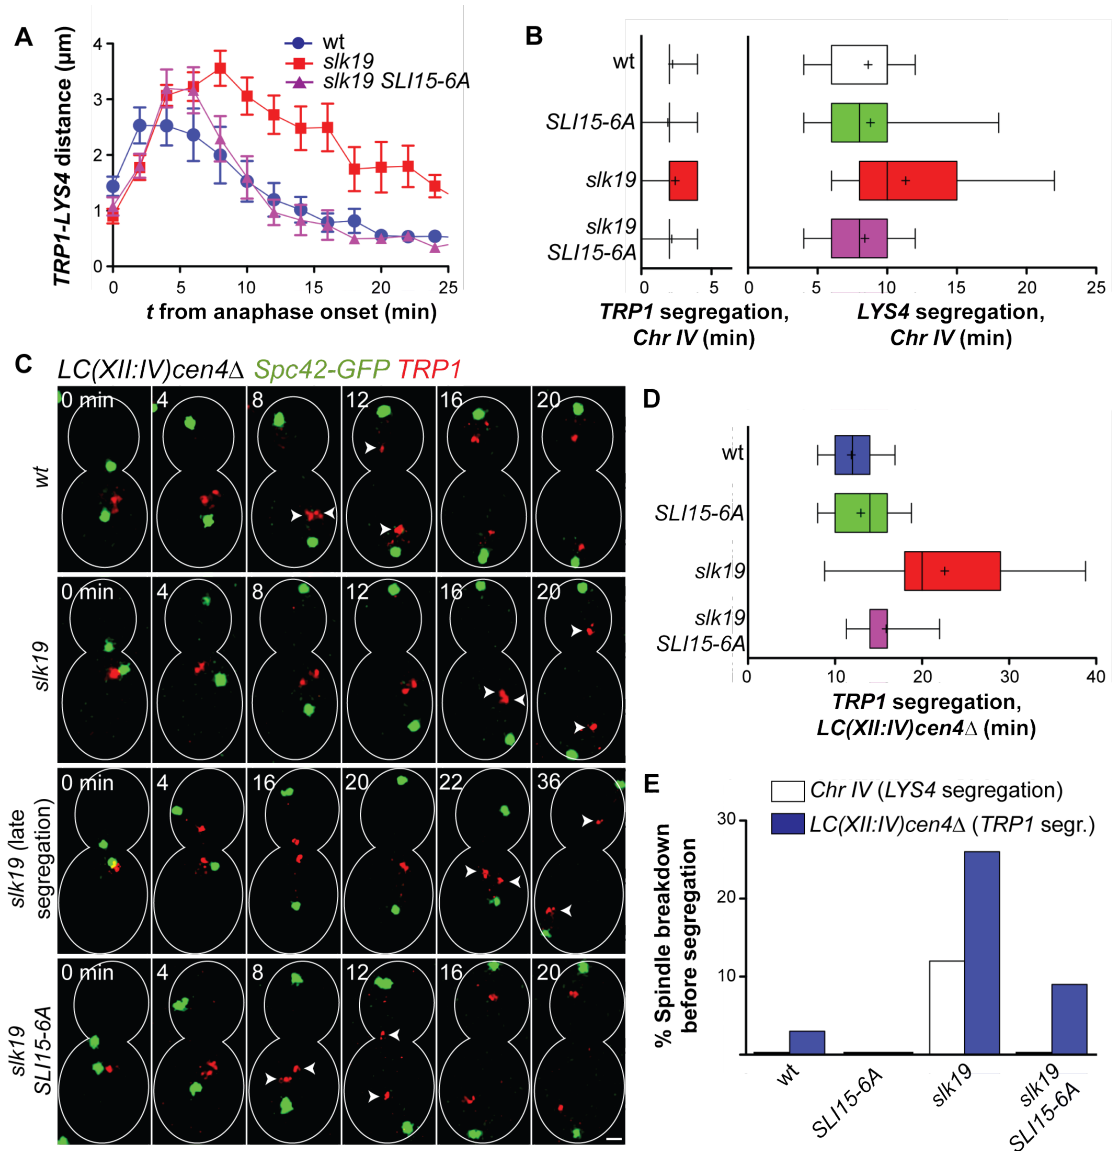 A
TRP1-LYS4 distance (μm)
4
3
2
1
0
wt
slk19
slk19 SLI15-6A
0 5 10 15 20 25
t from anaphase onset (min)
B
wt
SLI15-6A
slk19
slk19
SLI15-6A
0 5
TRP1 segregation,
Chr IV (min)
0 5 10 15 20 25
LYS4 segregation,
Chr IV (min)
C
LC(XII:IV)cen4Δ Spc42-GFP TRP1
wt
0 min 4 8 12 16 20
slk19
0 min 4 8 12 16 20
slk19 (late
segregation)
0 min 4 16 20 22 36
slk19
SLI15-6A
0 min 4 8 12 16 20
D
wt
SLI15-6A
slk19
slk19
SLI15-6A
0 10 20 30 40
TRP1 segregation,
LC(XII:IV)cen4Δ (min)
E
Chr IV (LYS4 segregation)
LC(XII:IV)cen4Δ (TRP1 segr.)
% Spindle breakdown
before segregation
30
20
10
wt
SLI15-6A
slk19
slk19
SLI15-6A